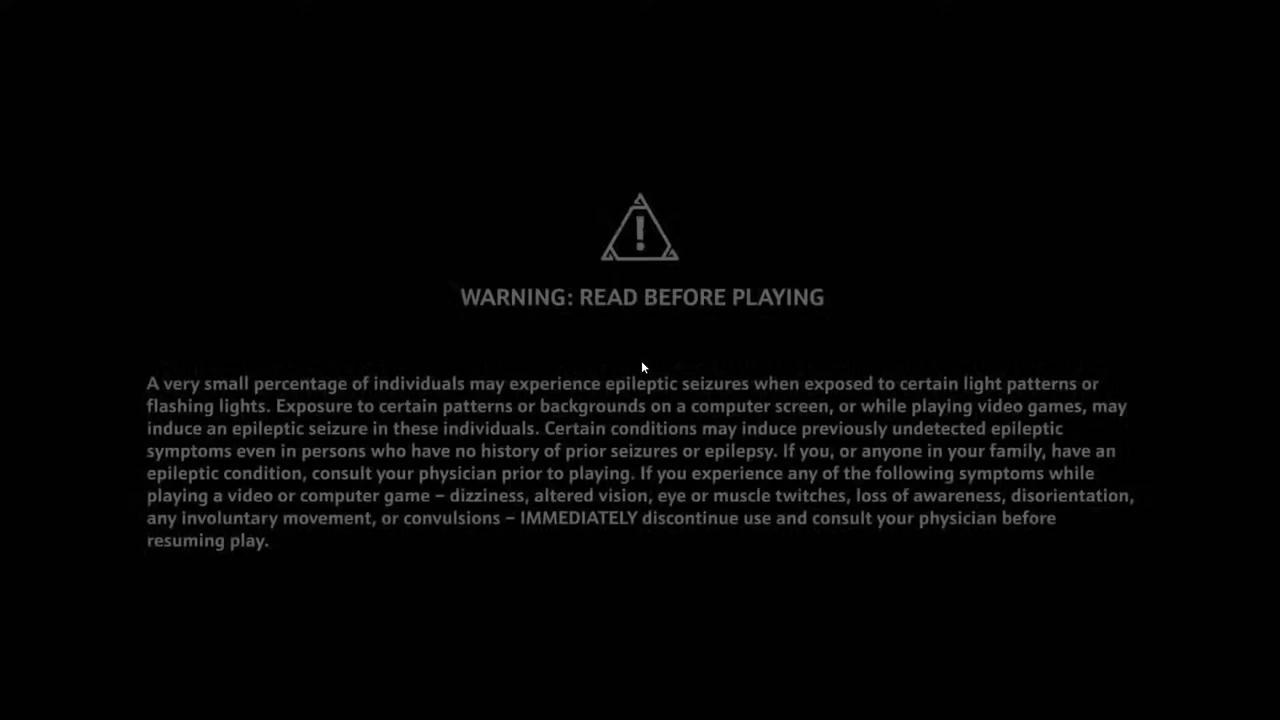 WARNING: READ BEFORE PLAYING
A very small percentage of individuals may experience epileptic seizures when exposed to certain light patterns or
flashing lights. Exposure to certain patterns or backgrounds on a computer screen, or while playing video games, may
induce an epileptic seizure in these individuals. Certain conditions may induce previously undetected epileptic
symptoms even in persons who have no history of prior seizures or epilepsy. If you, or anyone in your family, have an
epileptic condition, consult your physician prior to playing. If you experience any of the following symptoms while
playing a video or computer game – dizziness, altered vision, eye or muscle twitches, loss of awareness, disorientation,
any involuntary movement, or convulsions – IMMEDIATELY discontinue use and consult your physician before
resuming play.